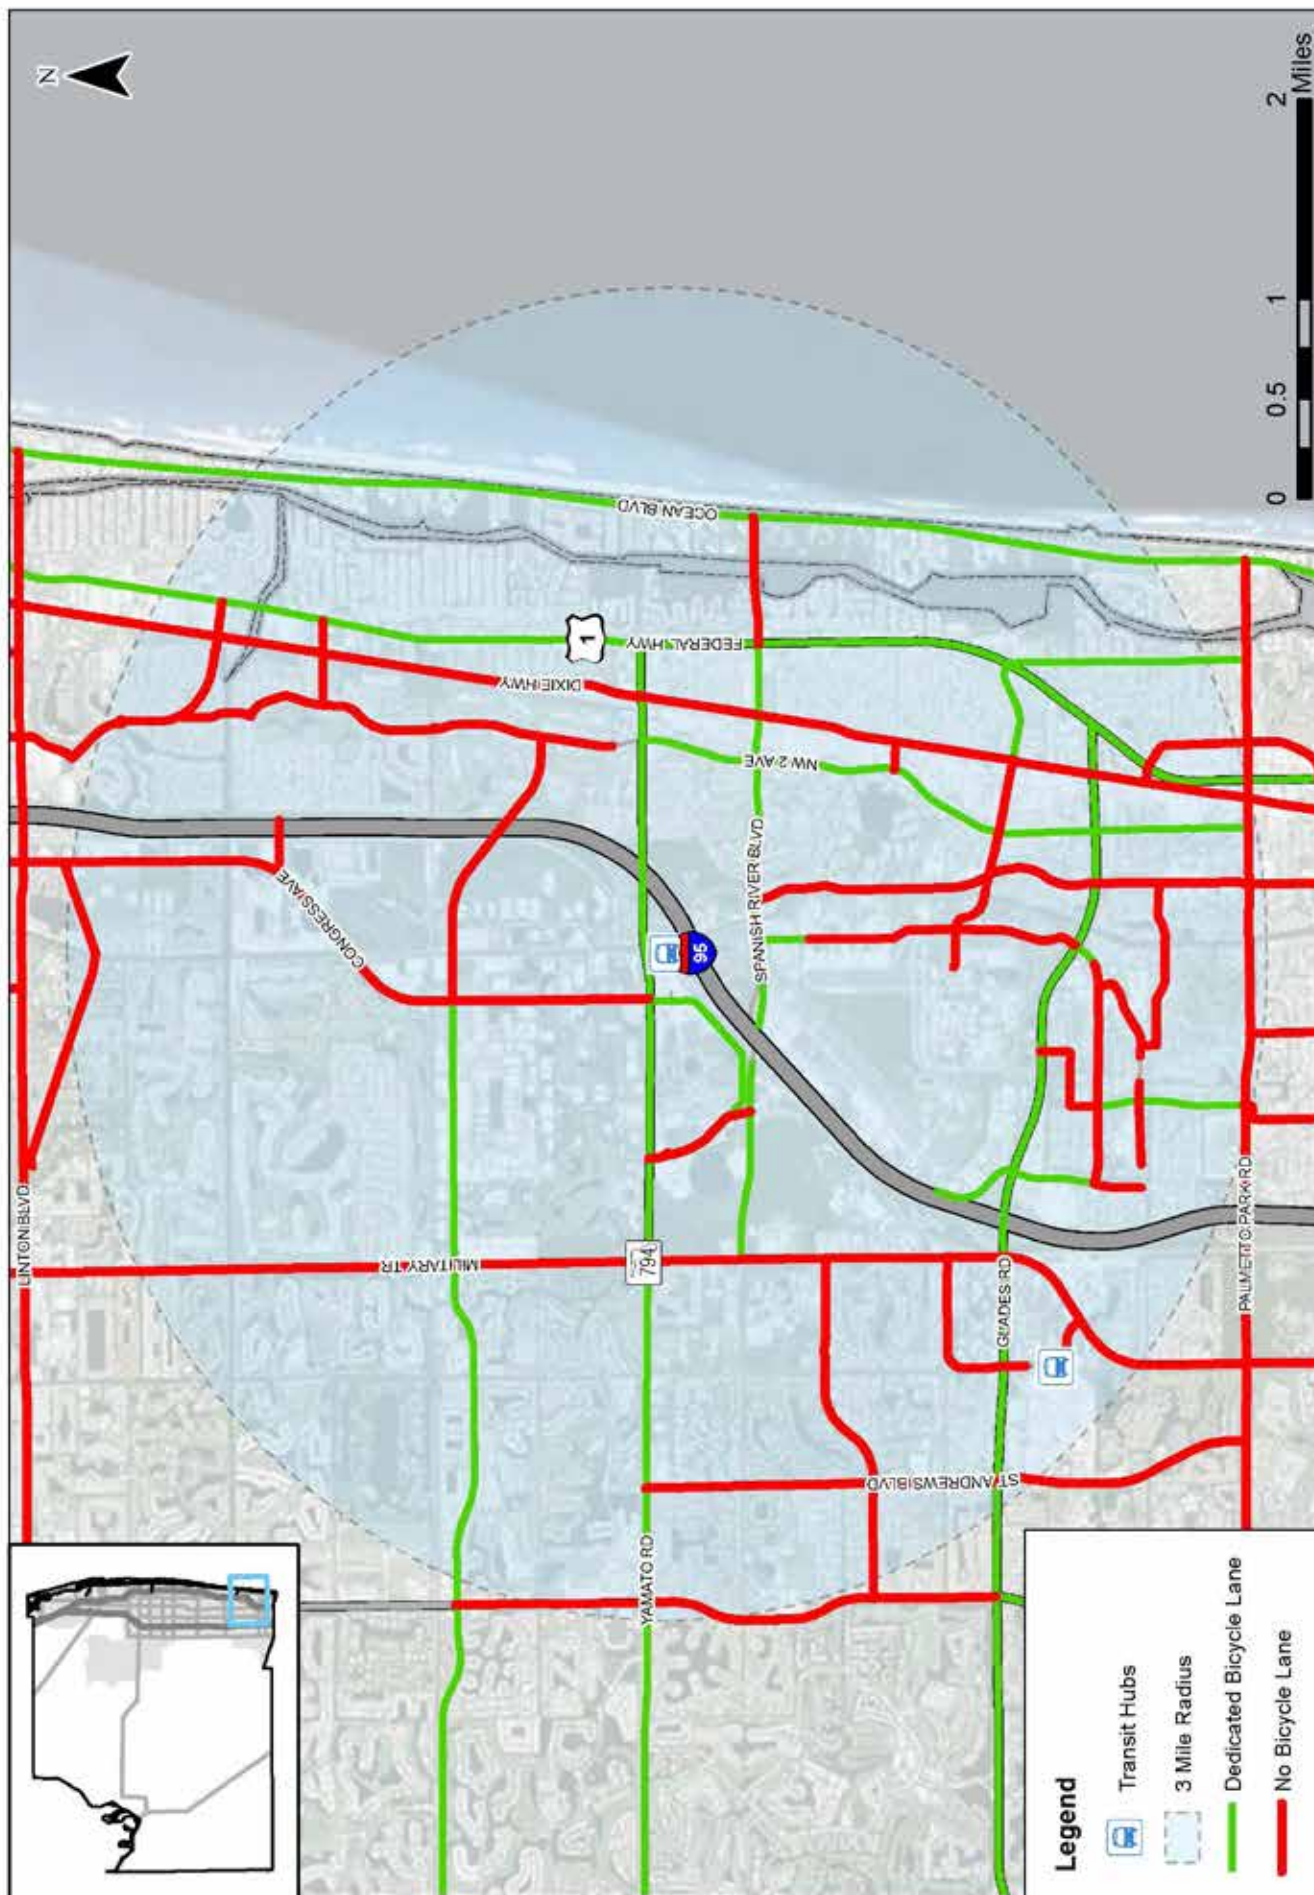 N
LINTON BLVD
CONGRESS AVE
MILITARY TR
DIXIE HWY
1
FEDERAL HWY
OCEAN BLVD
794
YAMATO RD
95
NW 2 AVE
SPANISH RIVER BLVD
ST ANDREWS BLVD
GLADES RD
PALMETTO PARK RD
0 0.5 1 2
Miles
Legend
Transit Hubs
3 Mile Radius
Dedicated Bicycle Lane
No Bicycle Lane